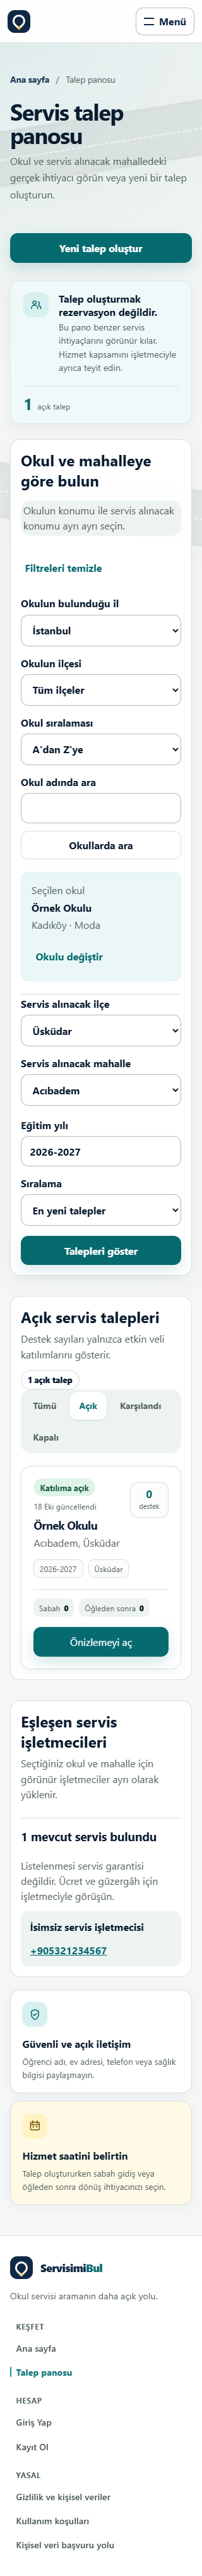 Menü
Ana sayfa / Talep panosu
Servis talep
panosu
Okul ve servis alınacak mahalledeki
gerçek ihtiyacı görün veya yeni bir talep
oluşturun.
Yeni talep oluştur
Talep oluşturmak
rezervasyon değildir.
Bu pano benzer servis
ihtiyaçlarını görünür kılar.
Hizmet kapsamını işletmeciyle
ayrıca teyit edin.
1 açık talep
Okul ve mahalleye
göre bulun
Okulun konumu ile servis alınacak
konumu ayrı ayrı seçin.
Filtreleri temizle
Okulun bulunduğu il
İstanbul
Okulun ilçesi
Tüm ilçeler
Okul sıralaması
A'dan Z'ye
Okul adında ara
Okullarda ara
Seçilen okul
Örnek Okulu
Kadıköy · Moda
Okulu değiştir
Servis alınacak ilçe
Üsküdar
Servis alınacak mahalle
Acıbadem
Eğitim yılı
2026-2027
Sıralama
En yeni talepler
Talepleri göster
Açık servis talepleri
Destek sayıları yalnızca etkin veli
katılımlarını gösterir.
1 açık talep
Tümü Açık Karşılandı
Kapalı
Katılıma açık
18 Eki güncellendi
0
destek
Örnek Okulu
Acıbadem, Üsküdar
2026-2027 Üsküdar
Sabah 0 Öğleden sonra 0
Önizlemeyi aç
Eşleşen servis
işletmecileri
Seçtiğiniz okul ve mahalle için
görünür işletmeciler ayrı olarak
yüklenir.
1 mevcut servis bulundu
Listelenmesi servis garantisi
değildir. Ücret ve güzergâh için
işletmeciyle görüşün.
İsimsiz servis işletmecisi
+905321234567
Güvenli ve açık iletişim
Öğrenci adı, ev adresi, telefon veya sağlık
bilgisi paylaşmayın.
Hizmet saatini belirtin
Talep oluştururken sabah gidiş veya
öğleden sonra dönüş ihtiyacınızı seçin.
ServisimiBul
Okul servisi aramanın daha açık yolu.
KEŞFET
Ana sayfa
Talep panosu
HESAP
Giriş Yap
Kayıt Ol
YASAL
Gizlilik ve kişisel veriler
Kullanım koşulları
Kişisel veri başvuru yolu